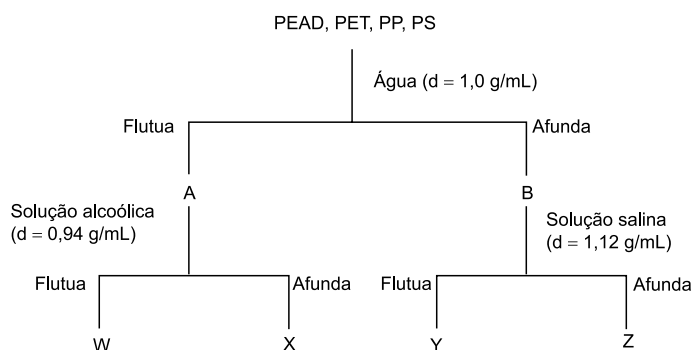 PEAD, PET, PP, PS
Água (d = 1,0 g/mL)
Flutua
Afunda
A
B
Solução alcoólica
(d = 0,94 g/mL)
Solução salina
(d = 1,12 g/mL)
Flutua
Afunda
Flutua
Afunda
W
X
Y
Z